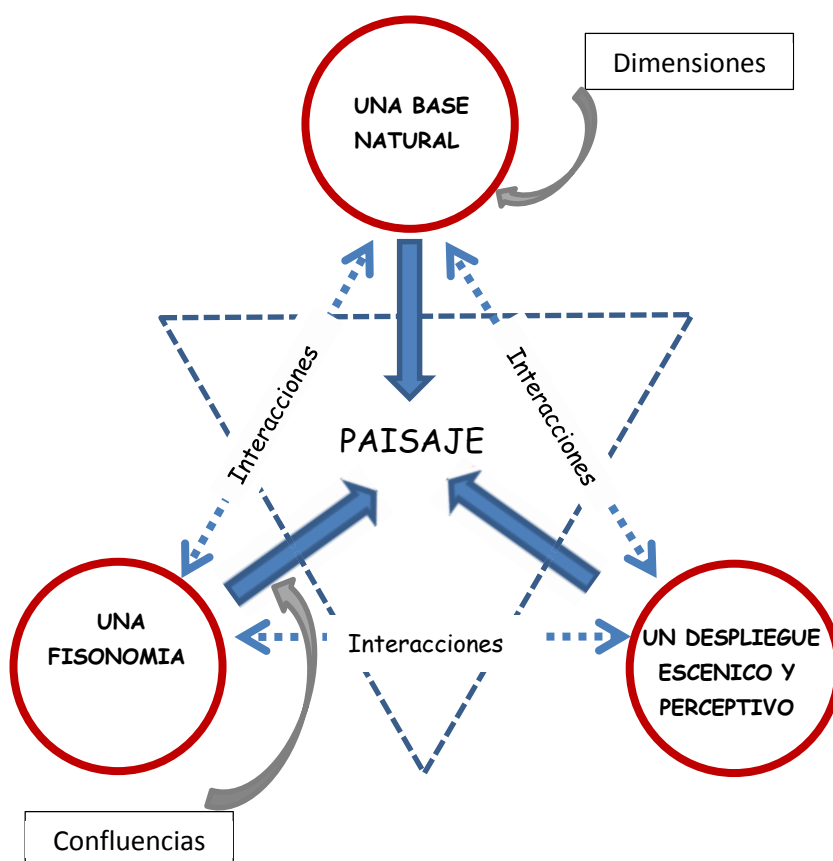 Dimensiones
UNA BASE
NATURAL
Interacciones
Interacciones
PAISAJE
UNA
FISONOMIA
Interacciones
UN DESPLIEGUE
ESCENICO Y
PERCEPTIVO
Confluencias